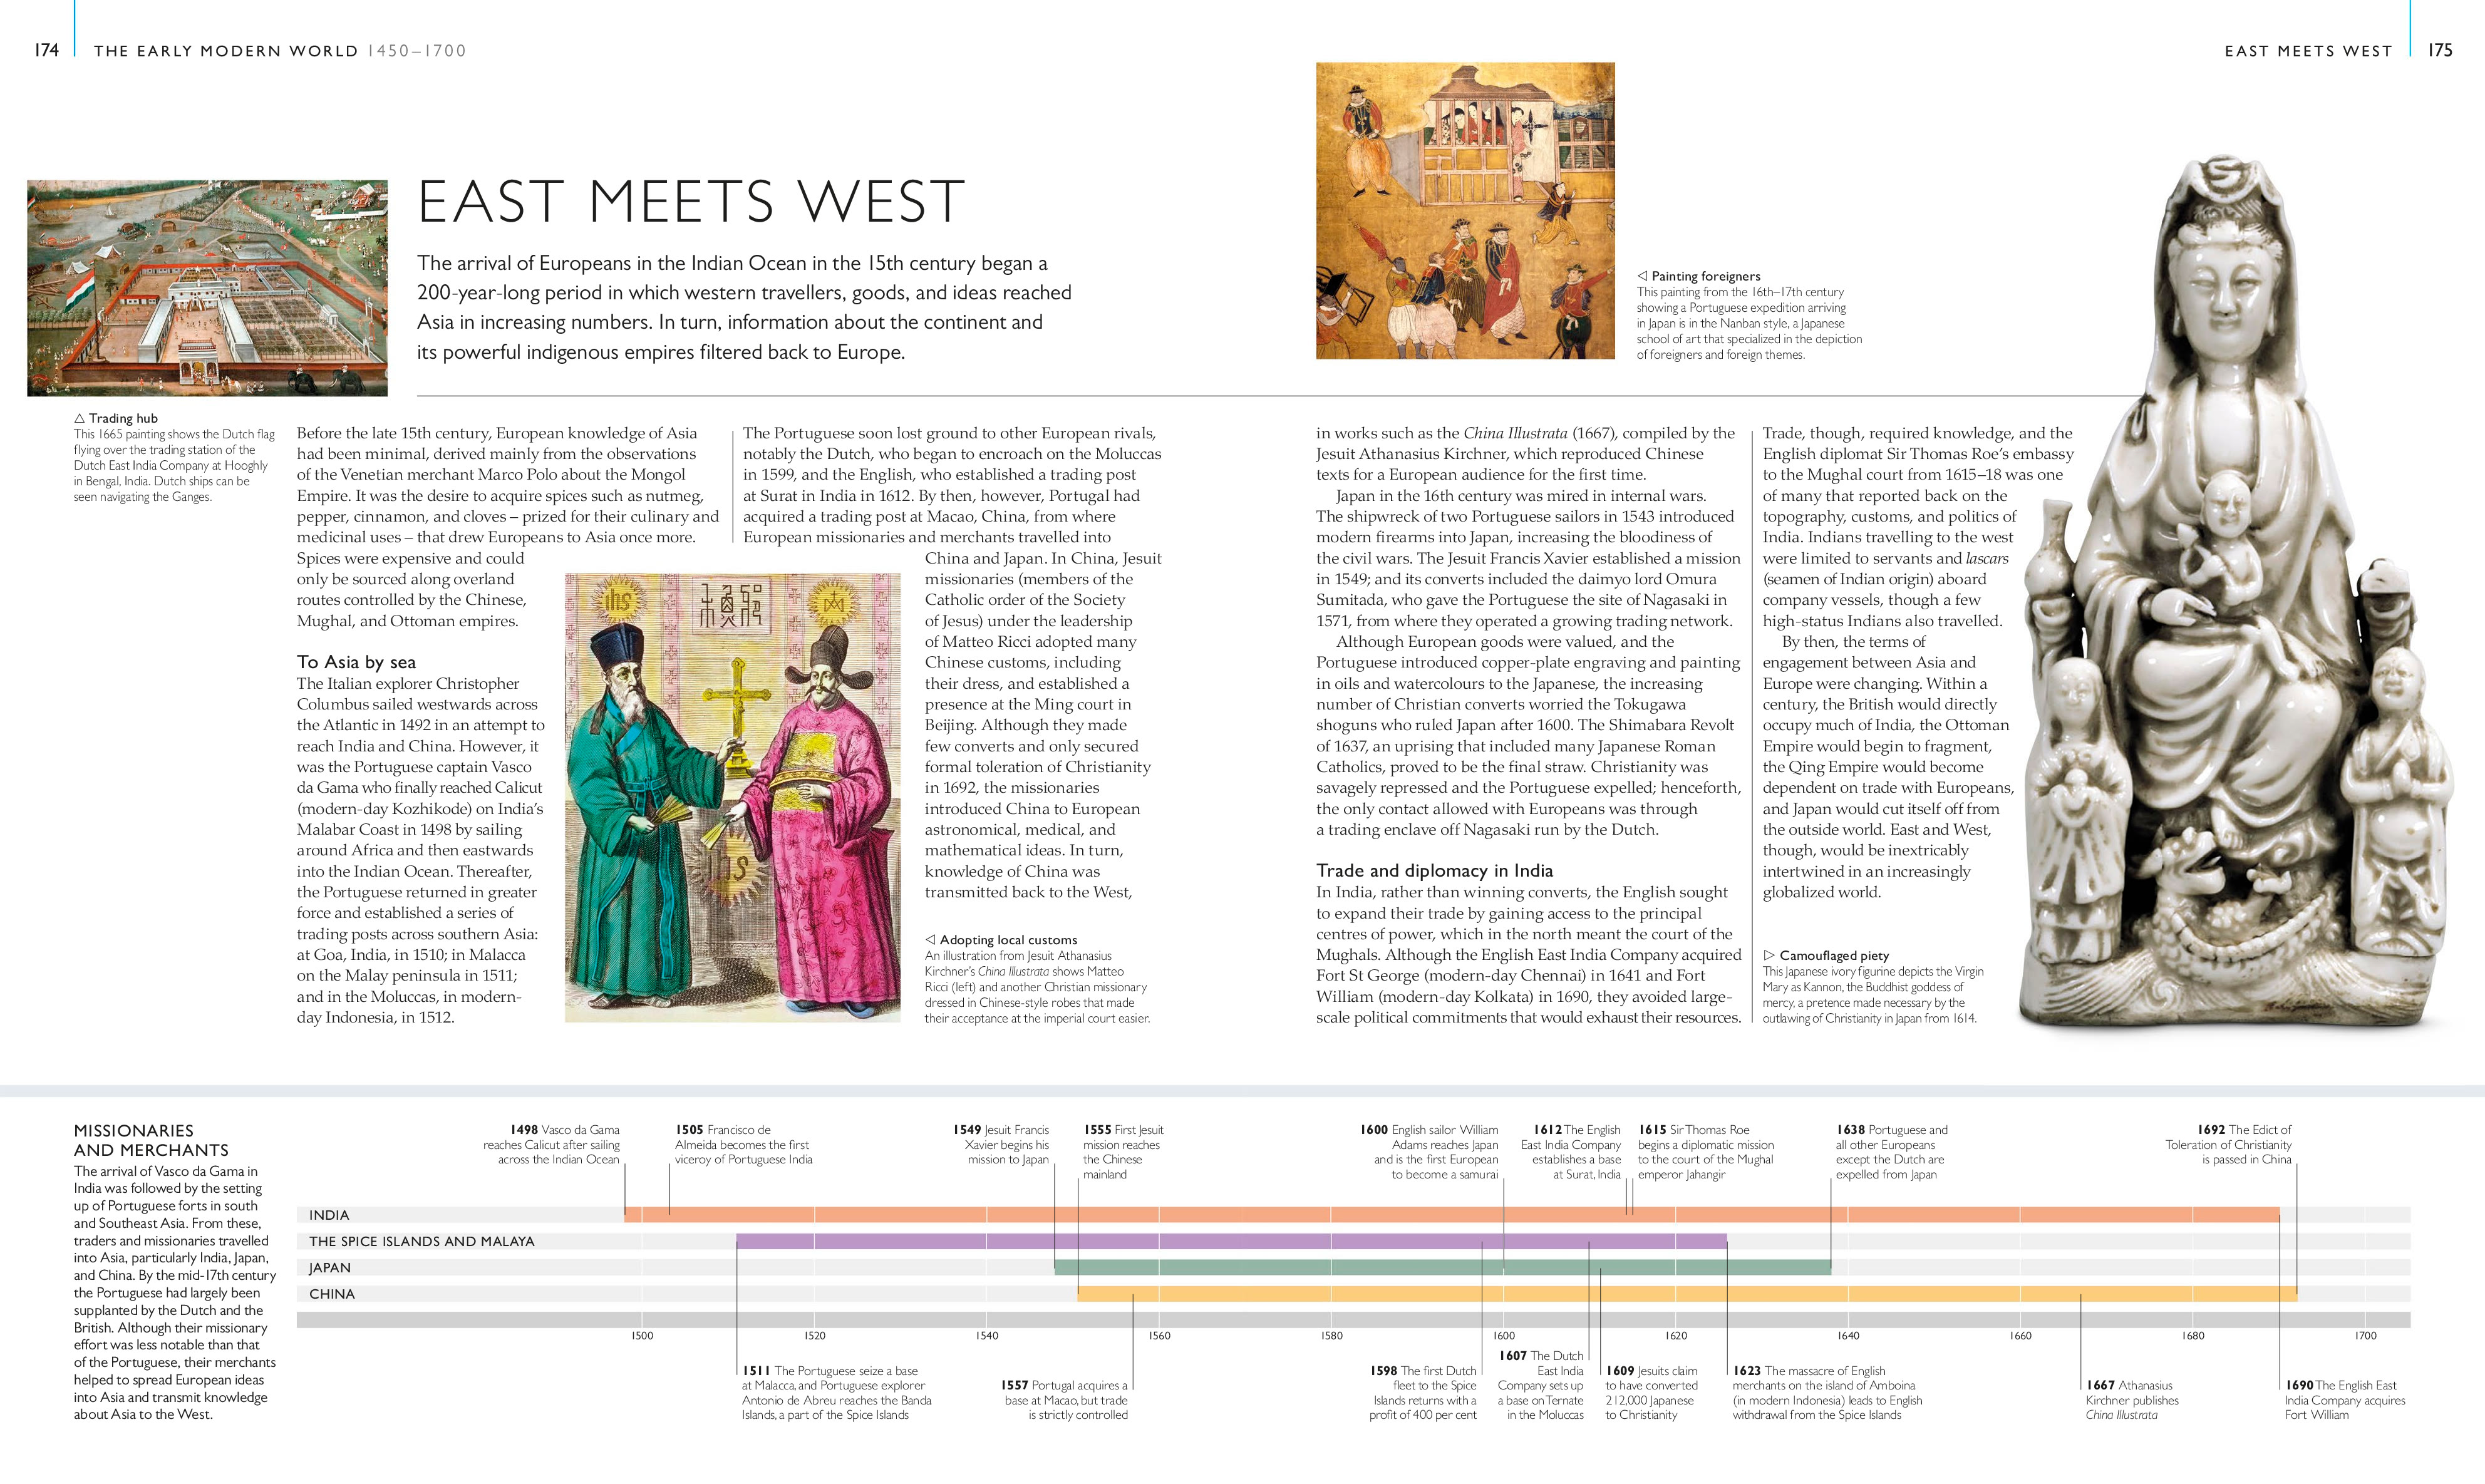 174
THE EARLY MODERN WORLD 1450–1700
EAST MEETS WEST
175
EAST MEETS WEST
The arrival of Europeans in the Indian Ocean in the 15th century began a
200-year-long period in which western travellers, goods, and ideas reached
Asia in increasing numbers. In turn, information about the continent and
its powerful indigenous empires filtered back to Europe.
△ Trading hub
This 1665 painting shows the Dutch flag
flying over the trading station of the
Dutch East India Company at Hooghly
in Bengal, India. Dutch ships can be
seen navigating the Ganges.
Before the late 15th century, European knowledge of Asia
had been minimal, derived mainly from the observations
of the Venetian merchant Marco Polo about the Mongol
Empire. It was the desire to acquire spices such as nutmeg,
pepper, cinnamon, and cloves – prized for their culinary and
medicinal uses – that drew Europeans to Asia once more.
Spices were expensive and could
only be sourced along overland
routes controlled by the Chinese,
Mughal, and Ottoman empires.
To Asia by sea
The Italian explorer Christopher
Columbus sailed westwards across
the Atlantic in 1492 in an attempt to
reach India and China. However, it
was the Portuguese captain Vasco
da Gama who finally reached Calicut
(modern-day Kozhikode) on India's
Malabar Coast in 1498 by sailing
around Africa and then eastwards
into the Indian Ocean. Thereafter,
the Portuguese returned in greater
force and established a series of
trading posts across southern Asia:
at Goa, India, in 1510; in Malacca
on the Malay peninsula in 1511;
and in the Moluccas, in modern-
day Indonesia, in 1512.
The Portuguese soon lost ground to other European rivals,
notably the Dutch, who began to encroach on the Moluccas
in 1599, and the English, who established a trading post
at Surat in India in 1612. By then, however, Portugal had
acquired a trading post at Macao, China, from where
European missionaries and merchants travelled into
China and Japan. In China, Jesuit
missionaries (members of the
Catholic order of the Society
of Jesus) under the leadership
of Matteo Ricci adopted many
Chinese customs, including
their dress, and established a
presence at the Ming court in
Beijing. Although they made
few converts and only secured
formal toleration of Christianity
in 1692, the missionaries
introduced China to European
astronomical, medical, and
mathematical ideas. In turn,
knowledge of China was
transmitted back to the West,
ihs
ihs
◁ Adopting local customs
An illustration from Jesuit Athanasius
Kirchner's China Illustrata shows Matteo
Ricci (left) and another Christian missionary
dressed in Chinese-style robes that made
their acceptance at the imperial court easier.
◁ Painting foreigners
This painting from the 16th–17th century
showing a Portuguese expedition arriving
in Japan is in the Nanban style, a Japanese
school of art that specialized in the depiction
of foreigners and foreign themes.
in works such as the China Illustrata (1667), compiled by the
Jesuit Athanasius Kirchner, which reproduced Chinese
texts for a European audience for the first time.
Japan in the 16th century was mired in internal wars.
The shipwreck of two Portuguese sailors in 1543 introduced
modern firearms into Japan, increasing the bloodiness of
the civil wars. The Jesuit Francis Xavier established a mission
in 1549; and its converts included the daimyo lord Omura
Sumitada, who gave the Portuguese the site of Nagasaki in
1571, from where they operated a growing trading network.
Although European goods were valued, and the
Portuguese introduced copper-plate engraving and painting
in oils and watercolours to the Japanese, the increasing
number of Christian converts worried the Tokugawa
shoguns who ruled Japan after 1600. The Shimabara Revolt
of 1637, an uprising that included many Japanese Roman
Catholics, proved to be the final straw. Christianity was
savagely repressed and the Portuguese expelled; henceforth,
the only contact allowed with Europeans was through
a trading enclave off Nagasaki run by the Dutch.
Trade and diplomacy in India
In India, rather than winning converts, the English sought
to expand their trade by gaining access to the principal
centres of power, which in the north meant the court of the
Mughals. Although the English East India Company acquired
Fort St George (modern-day Chennai) in 1641 and Fort
William (modern-day Kolkata) in 1690, they avoided large-
scale political commitments that would exhaust their resources.
Trade, though, required knowledge, and the
English diplomat Sir Thomas Roe's embassy
to the Mughal court from 1615–18 was one
of many that reported back on the
topography, customs, and politics of
India. Indians travelling to the west
were limited to servants and lascars
(seamen of Indian origin) aboard
company vessels, though a few
high-status Indians also travelled.
By then, the terms of
engagement between Asia and
Europe were changing. Within a
century, the British would directly
occupy much of India, the Ottoman
Empire would begin to fragment,
the Qing Empire would become
dependent on trade with Europeans,
and Japan would cut itself off from
the outside world. East and West,
though, would be inextricably
intertwined in an increasingly
globalized world.
▷ Camouflaged piety
This Japanese ivory figurine depicts the Virgin
Mary as Kannon, the Buddhist goddess of
mercy, a pretence made necessary by the
outlawing of Christianity in Japan from 1614.
MISSIONARIES
AND MERCHANTS
The arrival of Vasco da Gama in
India was followed by the setting
up of Portuguese forts in south
and Southeast Asia. From these,
traders and missionaries travelled
into Asia, particularly India, Japan,
and China. By the mid-17th century
the Portuguese had largely been
supplanted by the Dutch and the
British. Although their missionary
effort was less notable than that
of the Portuguese, their merchants
helped to spread European ideas
into Asia and transmit knowledge
about Asia to the West.
1498 Vasco da Gama
reaches Calicut after sailing
across the Indian Ocean
1505 Francisco de
Almeida becomes the first
viceroy of Portuguese India
1549 Jesuit Francis
Xavier begins his
mission to Japan
1555 First Jesuit
mission reaches
the Chinese
mainland
1600 English sailor William
Adams reaches Japan
and is the first European
to become a samurai
1612 The English
East India Company
establishes a base
at Surat, India
1615 Sir Thomas Roe
begins a diplomatic mission
to the court of the Mughal
emperor Jahangir
1638 Portuguese and
all other Europeans
except the Dutch are
expelled from Japan
1692 The Edict of
Toleration of Christianity
is passed in China
INDIA
THE SPICE ISLANDS AND MALAYA
JAPAN
CHINA
1500
1520
1540
1560
1580
1600
1620
1640
1660
1680
1700
1511 The Portuguese seize a base
at Malacca, and Portuguese explorer
Antonio de Abreu reaches the Banda
Islands, a part of the Spice Islands
1557 Portugal acquires a
base at Macao, but trade
is strictly controlled
1598 The first Dutch
fleet to the Spice
Islands returns with a
profit of 400 per cent
1607 The Dutch
East India
Company sets up
a base on Ternate
in the Moluccas
1609 Jesuits claim
to have converted
212,000 Japanese
to Christianity
1623 The massacre of English
merchants on the island of Amboina
(in modern Indonesia) leads to English
withdrawal from the Spice Islands
1667 Athanasius
Kirchner publishes
China Illustrata
1690 The English East
India Company acquires
Fort William